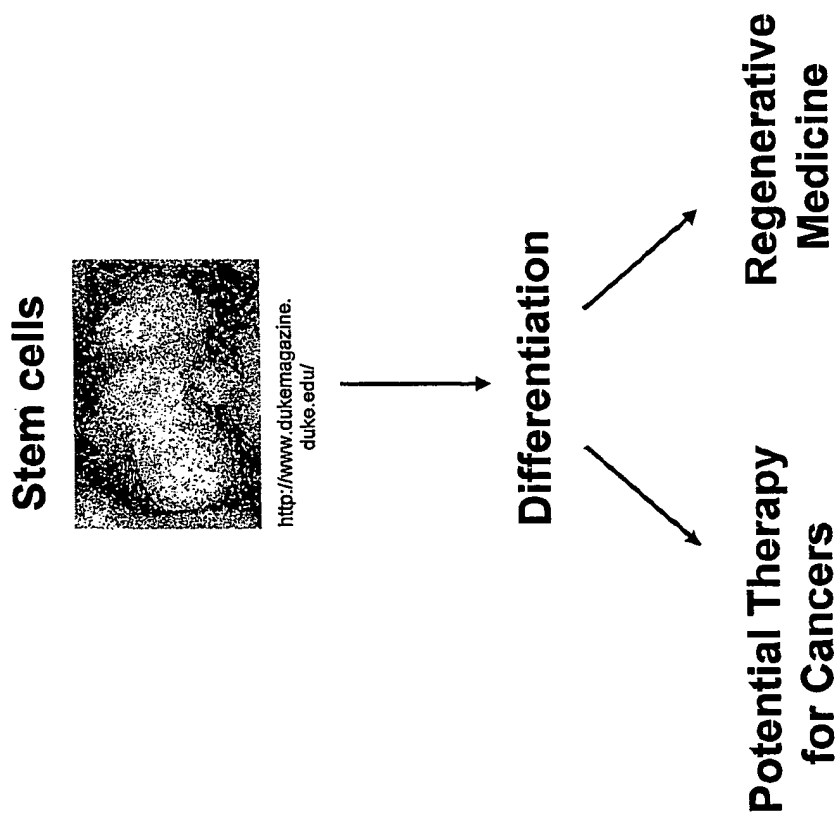 Stem cells
http://www.dukemagazine.
duke.edu/
Differentiation
Potential Therapy
for Cancers
Regenerative
Medicine